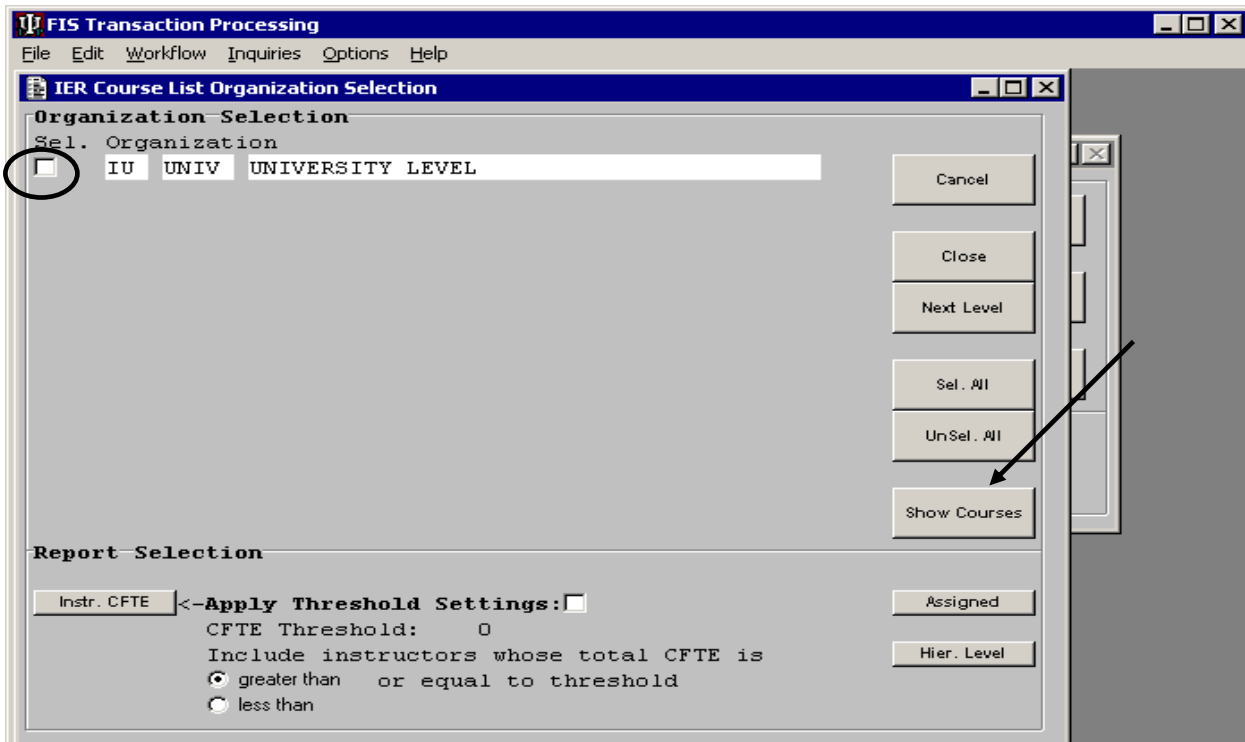 FIS Transaction Processing
File Edit Workflow Inquiries Options Help
IER Course List Organization Selection
Organization Selection
Sel. Organization
IU UNIV UNIVERSITY LEVEL
Cancel
Close
Next Level
Sel. All
UnSel. All
Show Courses
Report Selection
Instr. CFTE <-Apply Threshold Settings: Assigned
CFTE Threshold: 0
Include instructors whose total CFTE is Hier. Level
greater than or equal to threshold
less than